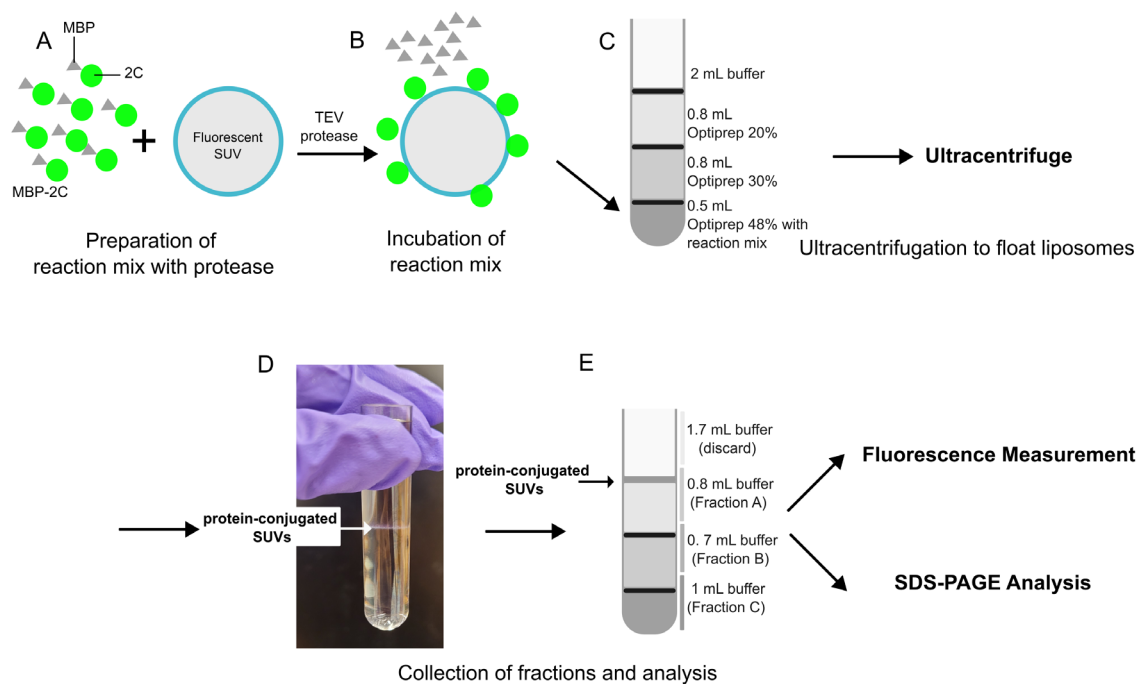 A
MBP
2C
MBP-2C
Fluorescent
SUV
Preparation of
reaction mix with protease
TEV
protease
B
Incubation of
reaction mix
C
2 mL buffer
0.8 mL
Optiprep 20%
0.8 mL
Optiprep 30%
0.5 mL
Optiprep 48% with
reaction mix
Ultracentrifuge
Ultracentrifugation to float liposomes
D
protein-conjugated
SUVs
E
protein-conjugated
SUVs
1.7 mL buffer
(discard)
0.8 mL buffer
(Fraction A)
0. 7 mL buffer
(Fraction B)
1 mL buffer
(Fraction C)
Fluorescence Measurement
SDS-PAGE Analysis
Collection of fractions and analysis